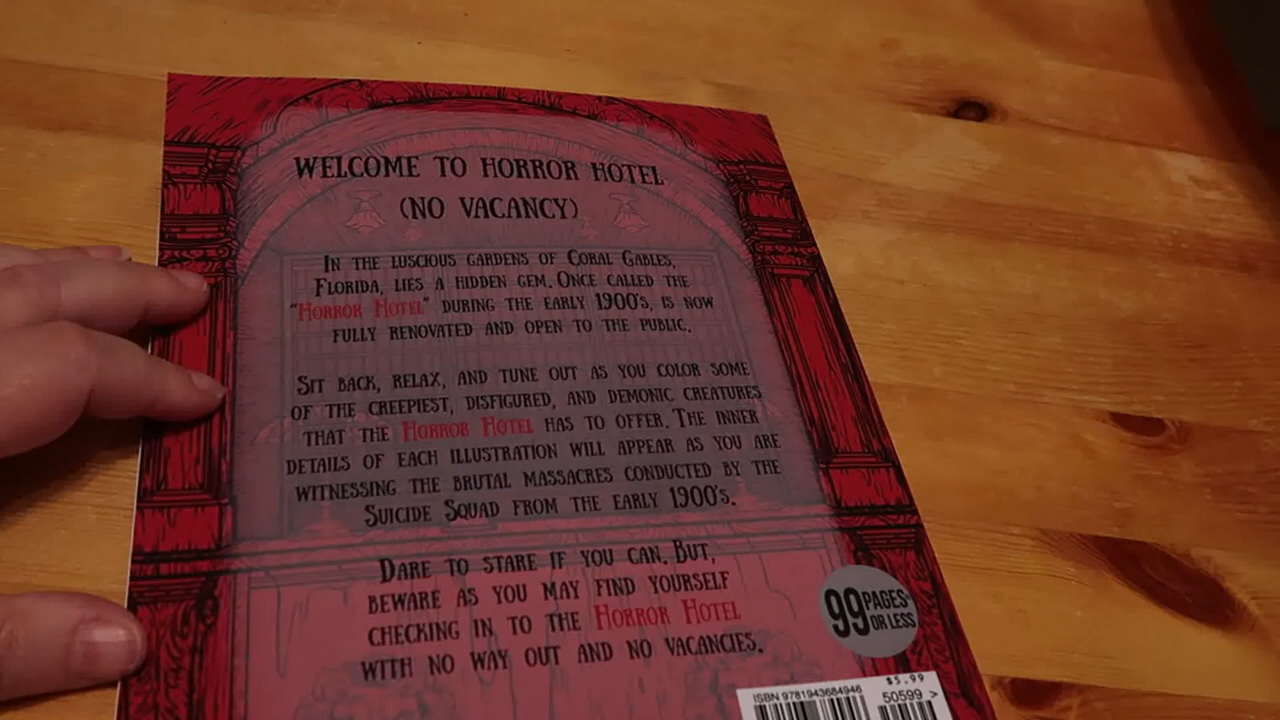 WELCOME TO HORROR HOTEL
(NO VACANCY)
IN THE LUSCIOUS GARDENS OF CORAL GABLES,
FLORIDA, LIES A HIDDEN GEM. ONCE CALLED THE
"HORROR HOTEL" DURING THE EARLY 1900'S, IS NOW
FULLY RENOVATED AND OPEN TO THE PUBLIC.
SIT BACK, RELAX, AND TUNE OUT AS YOU COLOR SOME
OF THE CREEPIEST, DISFIGURED, AND DEMONIC CREATURES
THAT THE HORROR HOTEL HAS TO OFFER. THE INNER
DETAILS OF EACH ILLUSTRATION WILL APPEAR AS YOU ARE
WITNESSING THE BRUTAL MASSACRES CONDUCTED BY THE
SUICIDE SQUAD FROM THE EARLY 1900'S.
DARE TO STARE IF YOU CAN. BUT,
BEWARE AS YOU MAY FIND YOURSELF
CHECKING IN TO THE HORROR HOTEL
WITH NO WAY OUT AND NO VACANCIES.
99 PAGES
OR LESS
$5.99
ISBN 9781943684946
50599 >